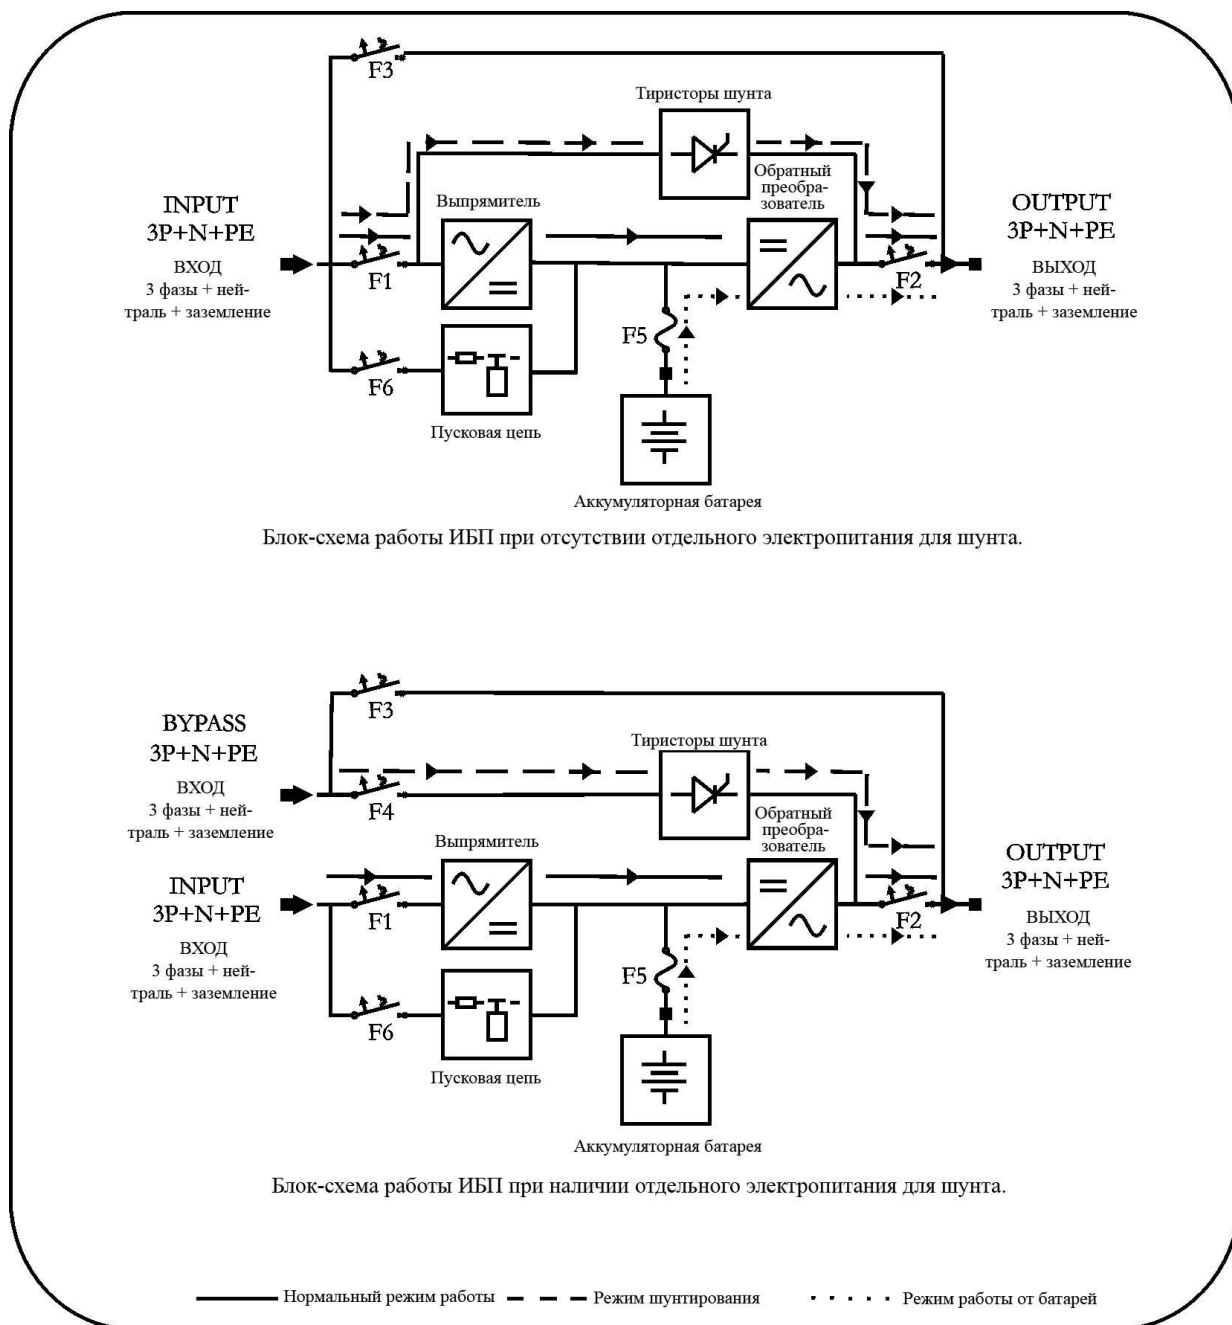 F3
Тиристоры шунта
INPUT
3P+N+PE
ВХОД
3 фазы + ней-
траль + заземление
F1
Выпрямитель
Обратный
преобра-
зователь
F2
OUTPUT
3P+N+PE
ВЫХОД
3 фазы + ней-
траль + заземление
F6
Пусковая цепь
F5
Аккумуляторная батарея
Блок-схема работы ИБП при отсутствии отдельного электропитания для шунта.
F3
BYPASS
3P+N+PE
ВХОД
3 фазы + ней-
траль + заземление
F4
Тиристоры шунта
INPUT
3P+N+PE
ВХОД
3 фазы + ней-
траль + заземление
F1
Выпрямитель
Обратный
преобра-
зователь
F2
OUTPUT
3P+N+PE
ВЫХОД
3 фазы + ней-
траль + заземление
F6
Пусковая цепь
F5
Аккумуляторная батарея
Блок-схема работы ИБП при наличии отдельного электропитания для шунта.
Нормальный режим работы
Режим шунтирования
Режим работы от батарей